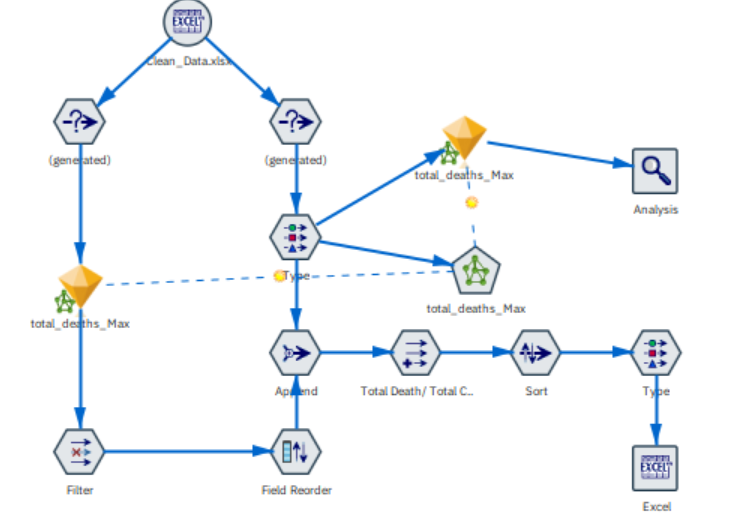 EXCEL
Clean_Data.xlsx
(generated)
(generated)
total_deaths_Max
Analysis
Type
total_deaths_Max
total_deaths_Max
Append
Total Death/ Total C...
Sort
Type
Filter
Field Reorder
EXCEL
Excel